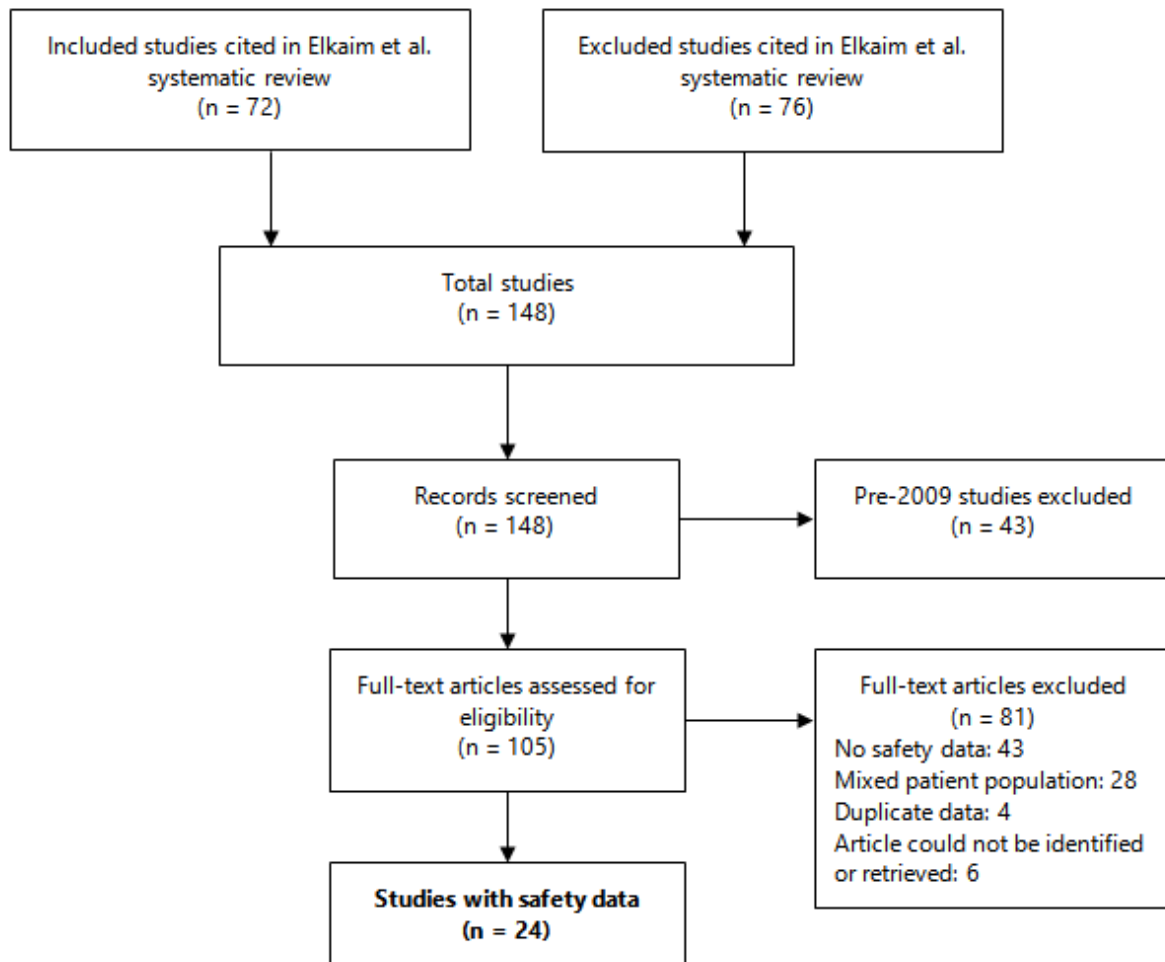 Included studies cited in Elkaim et al.
systematic review
(n = 72)
Excluded studies cited in Elkaim et al.
systematic review
(n = 76)
Total studies
(n = 148)
Records screened
(n = 148)
Pre-2009 studies excluded
(n = 43)
Full-text articles assessed for
eligibility
(n = 105)
Full-text articles excluded
(n = 81)
No safety data: 43
Mixed patient population: 28
Duplicate data: 4
Article could not be identified
or retrieved: 6
Studies with safety data
(n = 24)